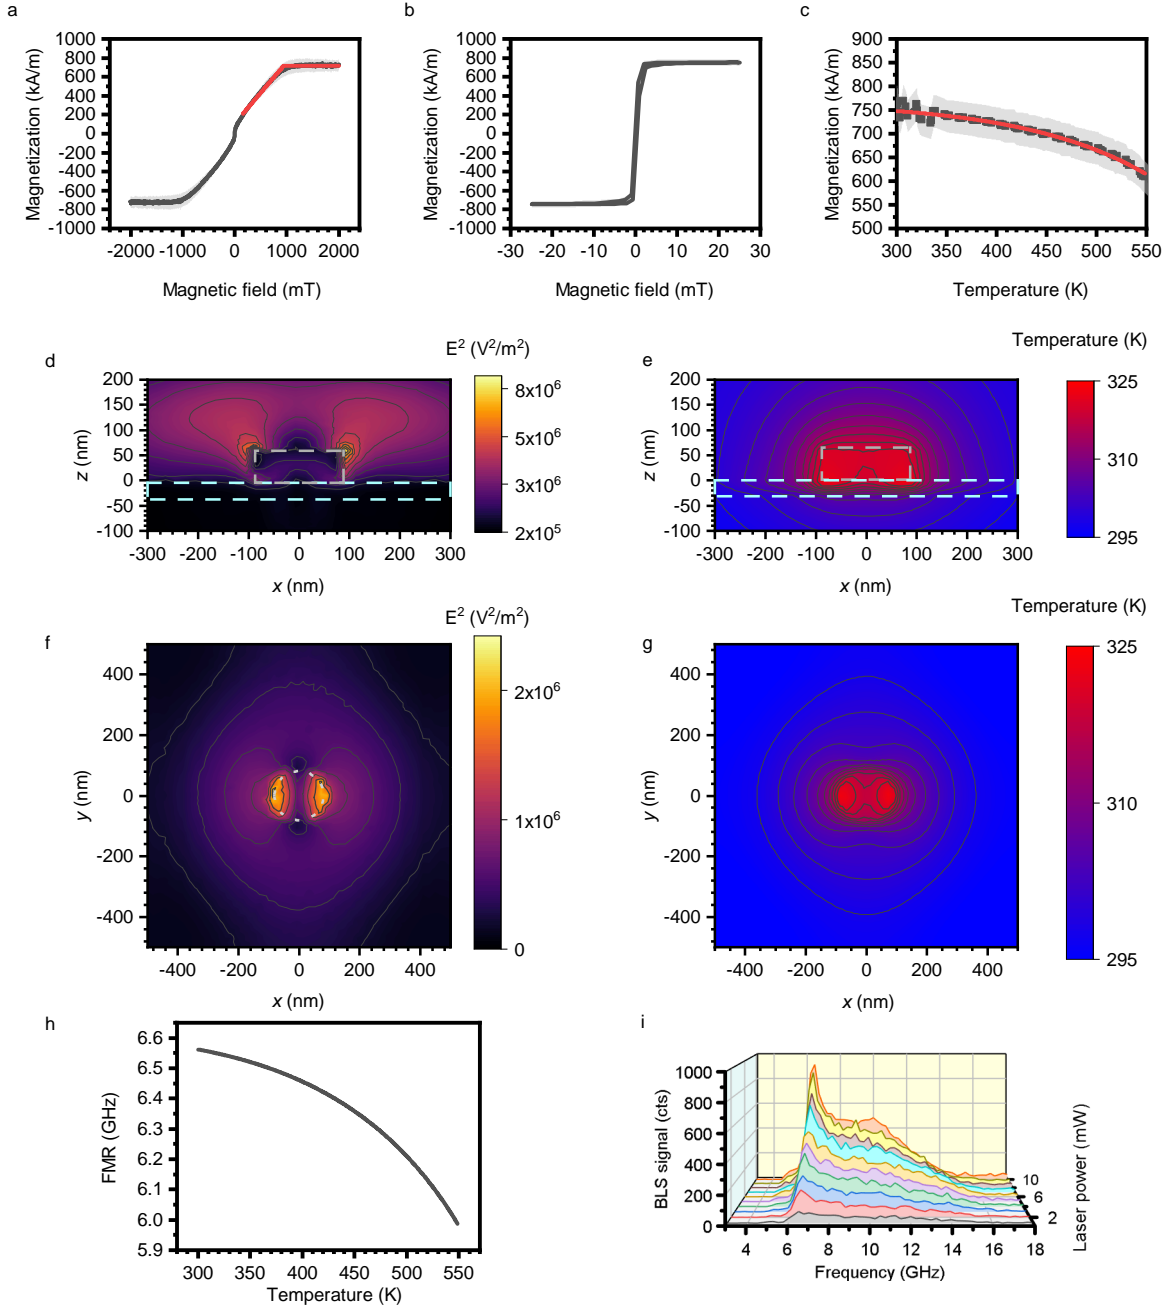 a
Magnetization (kA/m)
1000
800
600
400
200
0
-200
-400
-600
-800
-1000
-2000 -1000 0 1000 2000
Magnetic field (mT)
b
Magnetization (kA/m)
1000
800
600
400
200
0
-200
-400
-600
-800
-1000
-30 -20 -10 0 10 20 30
Magnetic field (mT)
c
Magnetization (kA/m)
900
850
800
750
700
650
600
550
500
300 350 400 450 500 550
Temperature (K)
d
E² (V²/m²)
z (nm)
200
150
100
50
0
-50
-100
-300 -200 -100 0 100 200 300
x (nm)
8x10⁶
5x10⁶
3x10⁶
2x10⁵
e
Temperature (K)
z (nm)
200
150
100
50
0
-50
-100
-300 -200 -100 0 100 200 300
x (nm)
325
310
295
f
E² (V²/m²)
y (nm)
400
200
0
-200
-400
-400 -200 0 200 400
x (nm)
2x10⁶
1x10⁶
0
g
Temperature (K)
y (nm)
400
200
0
-200
-400
-400 -200 0 200 400
x (nm)
325
310
295
h
FMR (GHz)
6.6
6.5
6.4
6.3
6.2
6.1
6.0
5.9
300 350 400 450 500 550
Temperature (K)
i
BLS signal (cts)
1000
800
600
400
200
0
4 6 8 10 12 14 16 18
Frequency (GHz)
10
6
2
Laser power (mW)